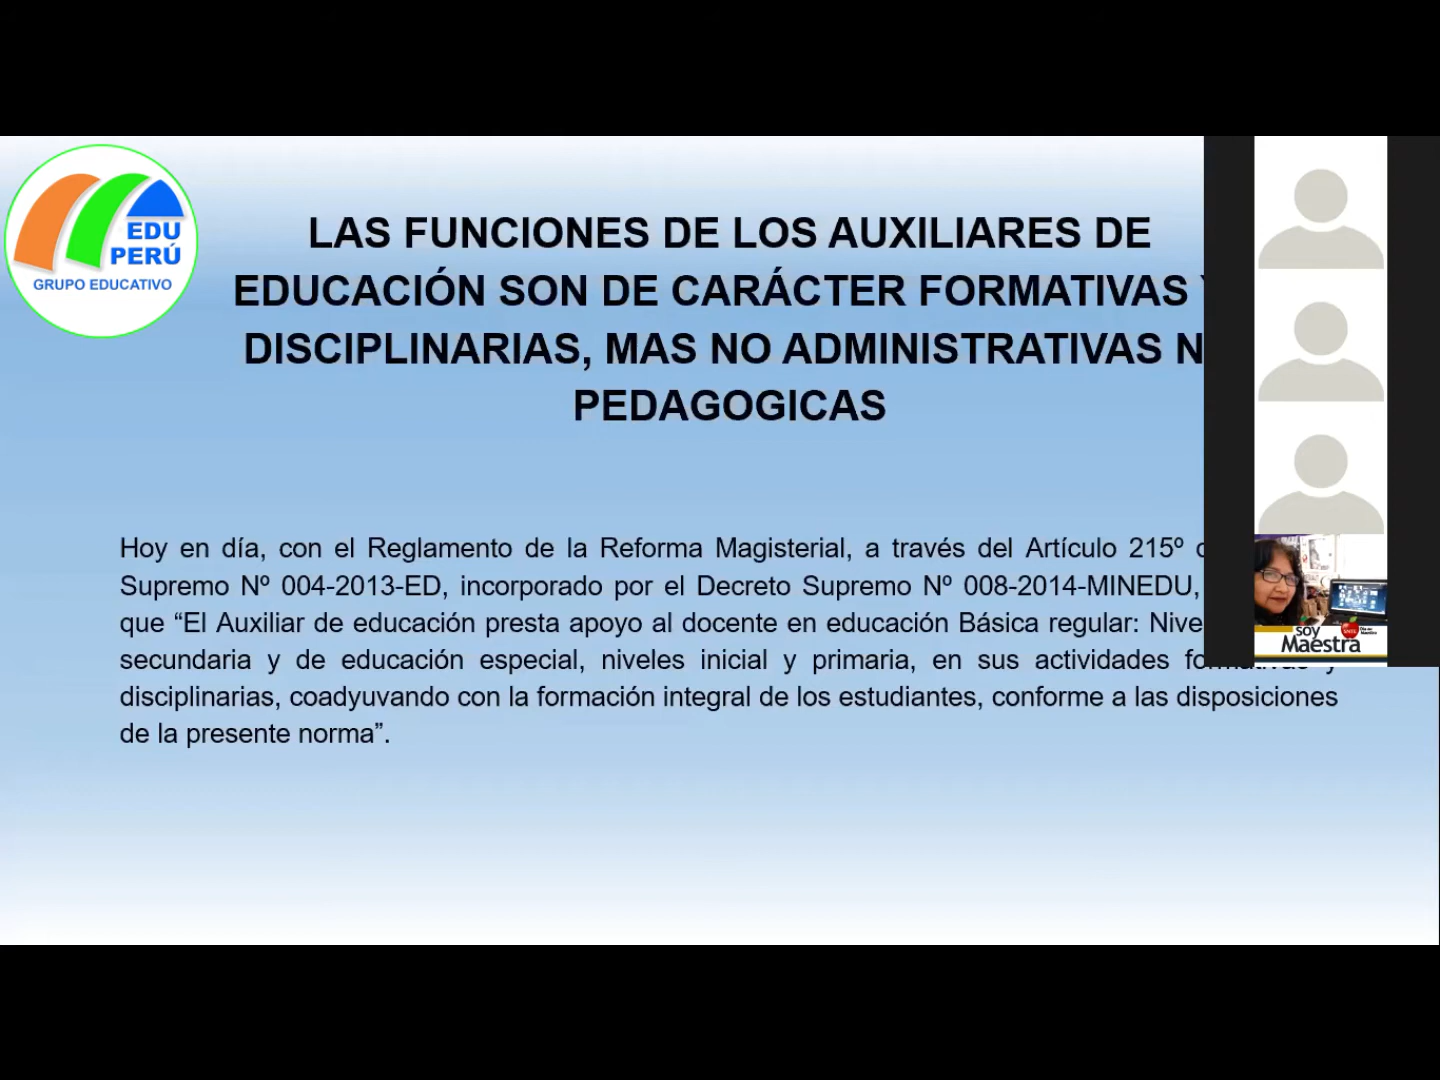 EDU
PERÚ
GRUPO EDUCATIVO
LAS FUNCIONES DE LOS AUXILIARES DE
EDUCACIÓN SON DE CARÁCTER FORMATIVAS
DISCIPLINARIAS, MAS NO ADMINISTRATIVAS
PEDAGOGICAS
Hoy en día, con el Reglamento de la Reforma Magisterial, a través del Artículo 215º
Supremo Nº 004-2013-ED, incorporado por el Decreto Supremo Nº 008-2014-MINEDU,
que “El Auxiliar de educación presta apoyo al docente en educación Básica regular:
secundaria y de educación especial, niveles inicial y primaria, en sus actividades
disciplinarias, coadyuvando con la formación integral de los estudiantes, conforme a las disposiciones
de la presente norma”.
soy
Maestra